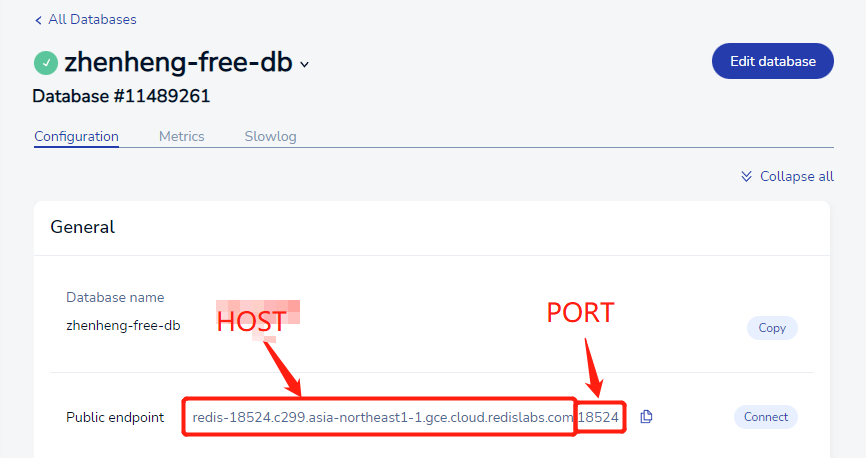 All Databases
zhenheng-free-db
Edit database
Database #11489261
Configuration Metrics Slowlog
Collapse all
General
Database name
HOST
PORT
zhenheng-free-db
Copy
Public endpoint redis-18524.c299.asia-northeast1-1.gce.cloud.redislabs.com 18524 Connect